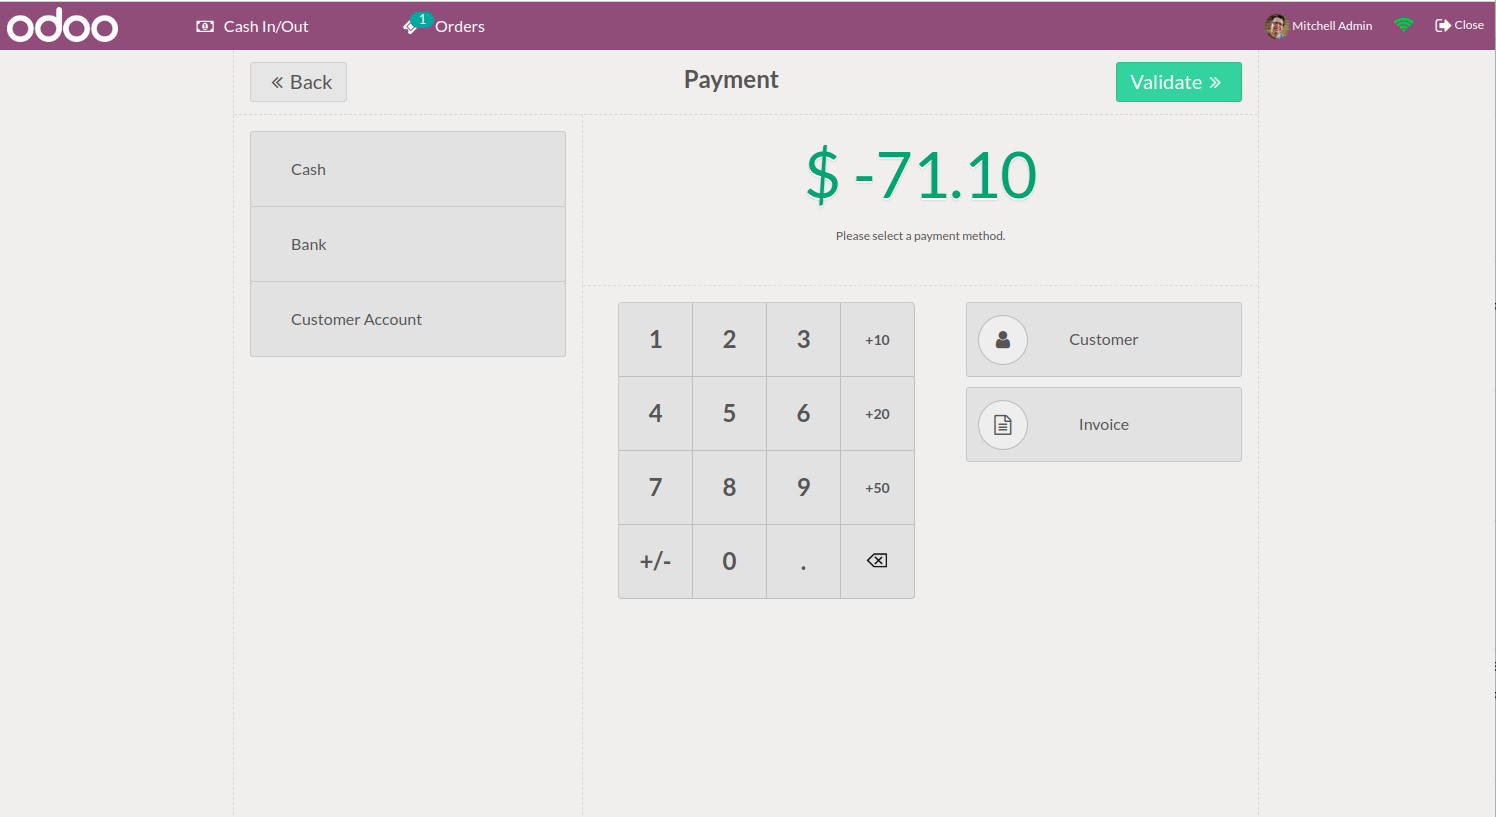 odoo
Cash In/Out
1
Orders
Mitchell Admin
Close
« Back
Payment
Validate »
Cash
Bank
Customer Account
$ -71.10
Please select a payment method.
1 2 3 +10
4 5 6 +20
7 8 9 +50
+/- 0 .
Customer
Invoice